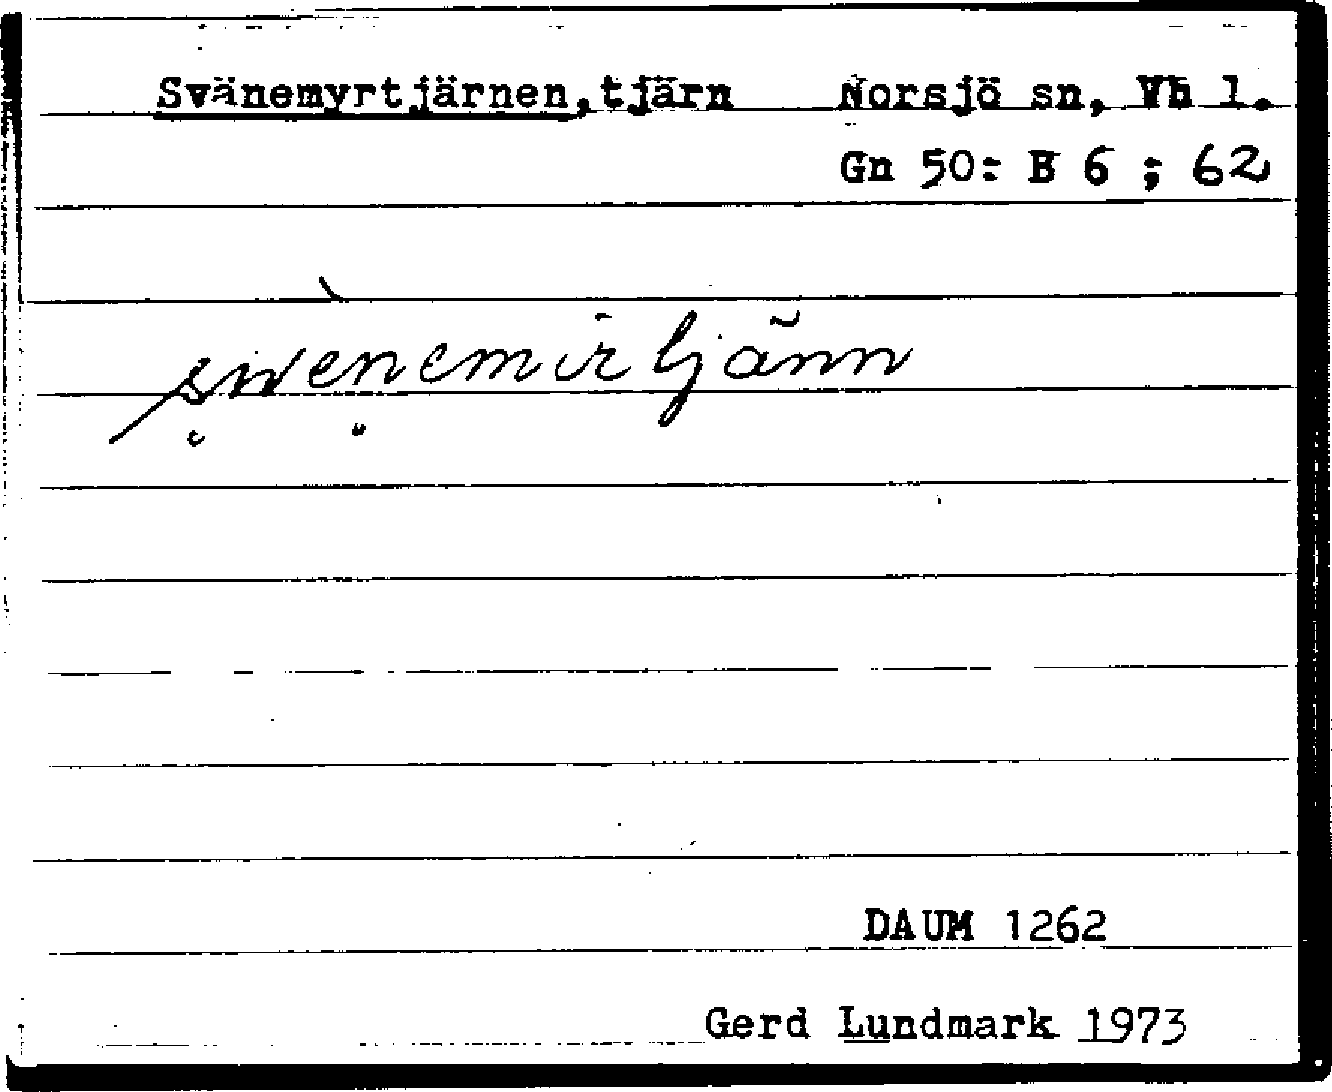 Svänemyrtjärnen, tjärn Norsjö sn, Vb l.
Gn 50: B 6 ; 62
DAUM 1262
Gerd Lundmark 1973